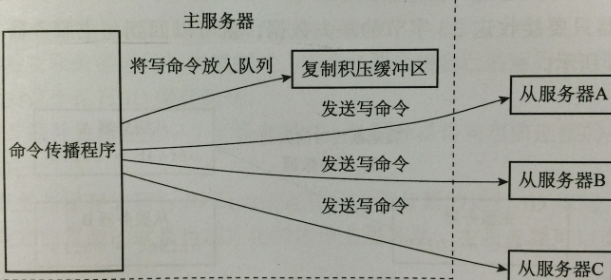 主服务器
将写命令放入队列
复制积压缓冲区
发送写命令
从服务器A
命令传播程序
发送写命令
从服务器B
发送写命令
从服务器C